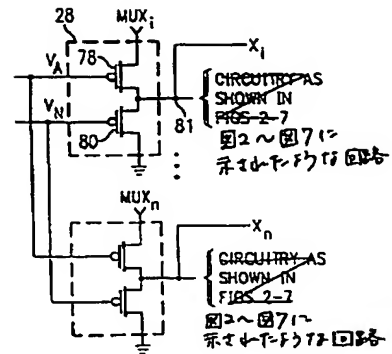 28
MUXi
78
VA
Xi
CIRCUITRY AS
SHOWN IN
FIGS 2-7
VN
80
81
図2~図7に
示されたような回路
MUXn
Xn
CIRCUITRY AS
SHOWN IN
FIGS 2-7
図2~図7に
示されたような回路